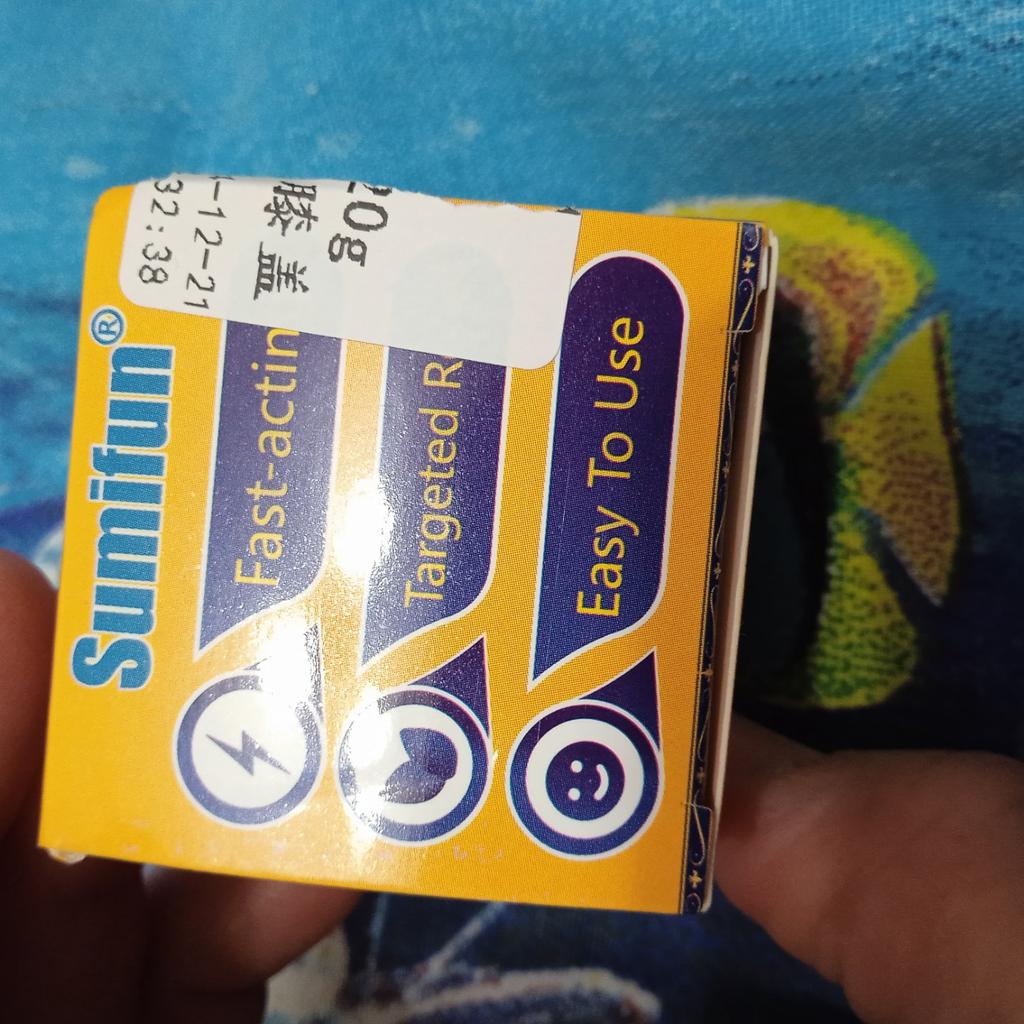 Sumifun®
Fast-actin
Targeted R
Easy To Use
20g
膝盖
-12-21
32:38